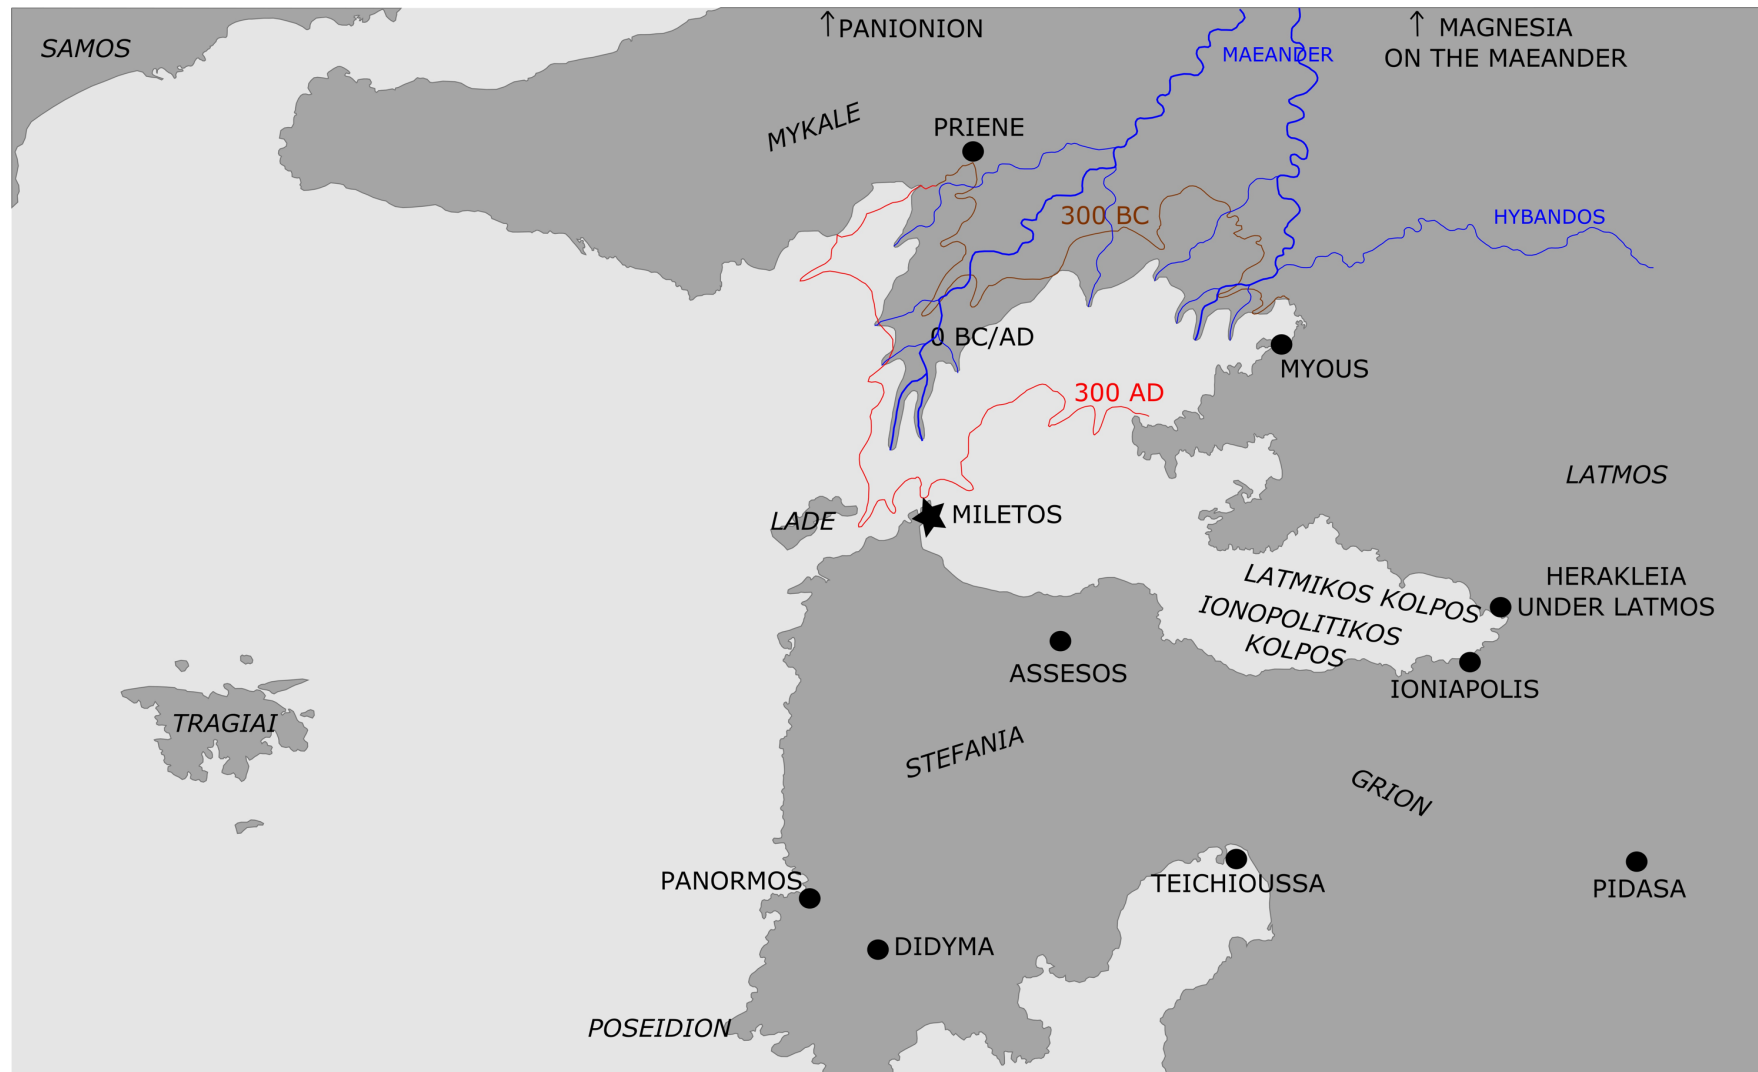 SAMOS
↑PANIONION
↑ MAGNESIA
ON THE MAEANDER
MAEANDER
MYKALE
PRIENE
300 BC
HYBANDOS
0 BC/AD
MYOUS
300 AD
LATMOS
LADE
MILETOS
LATMIKOS KOLPOS
HERAKLEIA
UNDER LATMOS
IONOPOLITIKOS
KOLPOS
ASSESOS
IONIAPOLIS
TRAGIAI
STEFANIA
GRION
PANORMOS
TEICHIOUSSA
PIDASA
DIDYMA
POSEIDION